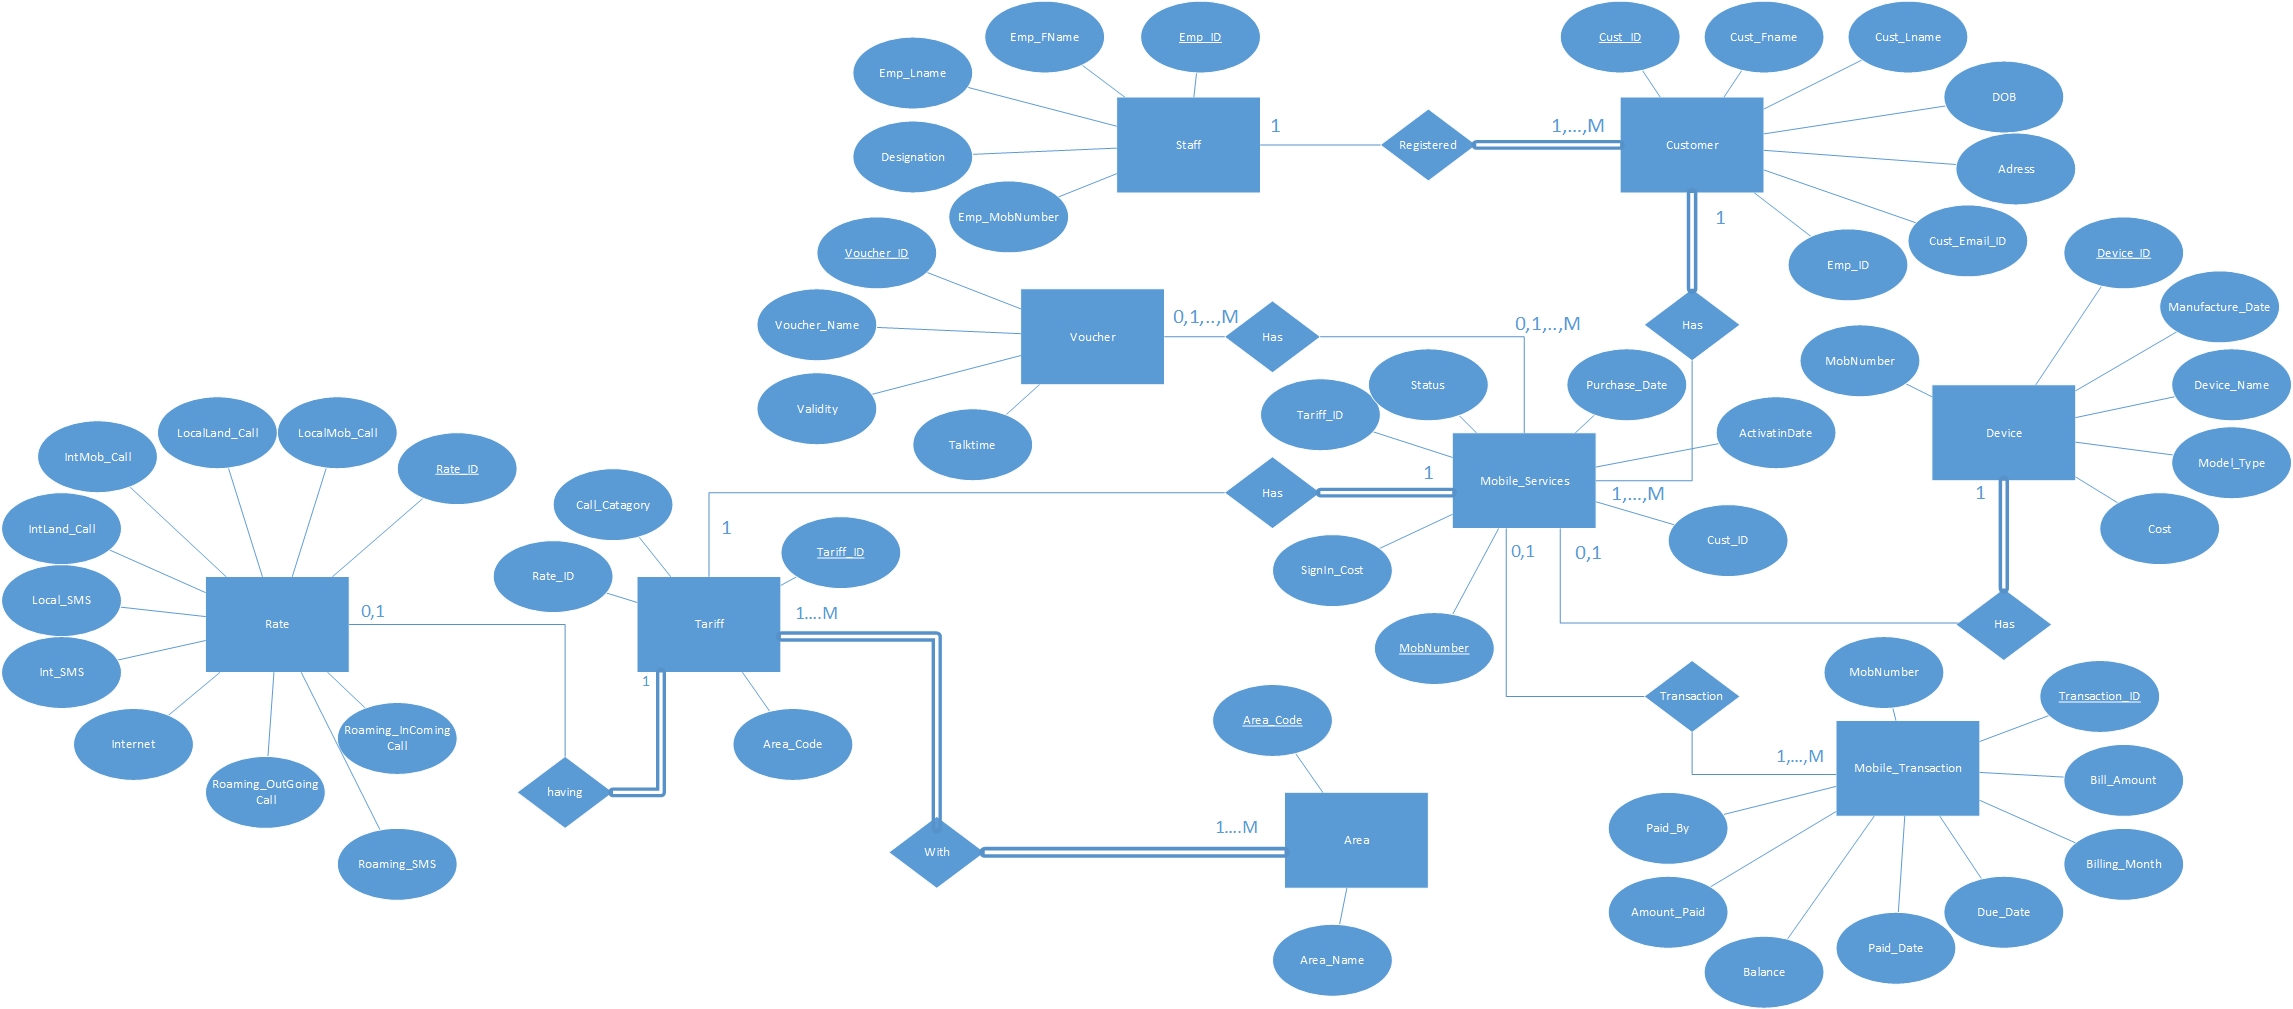 Emp_FName
Emp_ID
Emp_Lname
Designation
Emp_MobNumber
Staff
1
Registered
1,...,M
Cust_ID
Cust_Fname
Cust_Lname
DOB
Adress
Cust_Email_ID
Emp_ID
Customer
1
Has
Voucher_ID
Voucher_Name
Validity
Talktime
Voucher
0,1,..,M
Has
0,1,..,M
Device_ID
Manufacture_Date
Device_Name
Model_Type
Cost
MobNumber
Device
1
Has
Status
Purchase_Date
Tariff_ID
ActivatinDate
Mobile_Services
1
Has
1,...,M
Cust_ID
SignIn_Cost
MobNumber
0,1
0,1
LocalLand_Call
LocalMob_Call
IntMob_Call
Rate_ID
IntLand_Call
Local_SMS
Int_SMS
Internet
Roaming_OutGoing
Call
Roaming_InComing
Call
Roaming_SMS
Rate
0,1
having
Call_Catagory
Rate_ID
Tariff_ID
1
Tariff
1....M
1
Area_Code
With
1....M
Area_Code
Area
Area_Name
Transaction
1,...,M
MobNumber
Transaction_ID
Mobile_Transaction
Bill_Amount
Billing_Month
Due_Date
Paid_Date
Balance
Amount_Paid
Paid_By